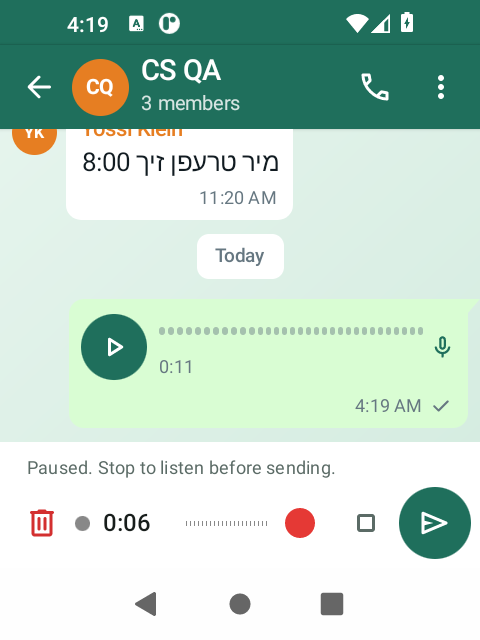 4:19
A
CQ
CS QA
3 members
YK
Yossi Klein
מיר טרעפן זיך 8:00
11:20 AM
Today
0:11
4:19 AM
Paused. Stop to listen before sending.
0:06